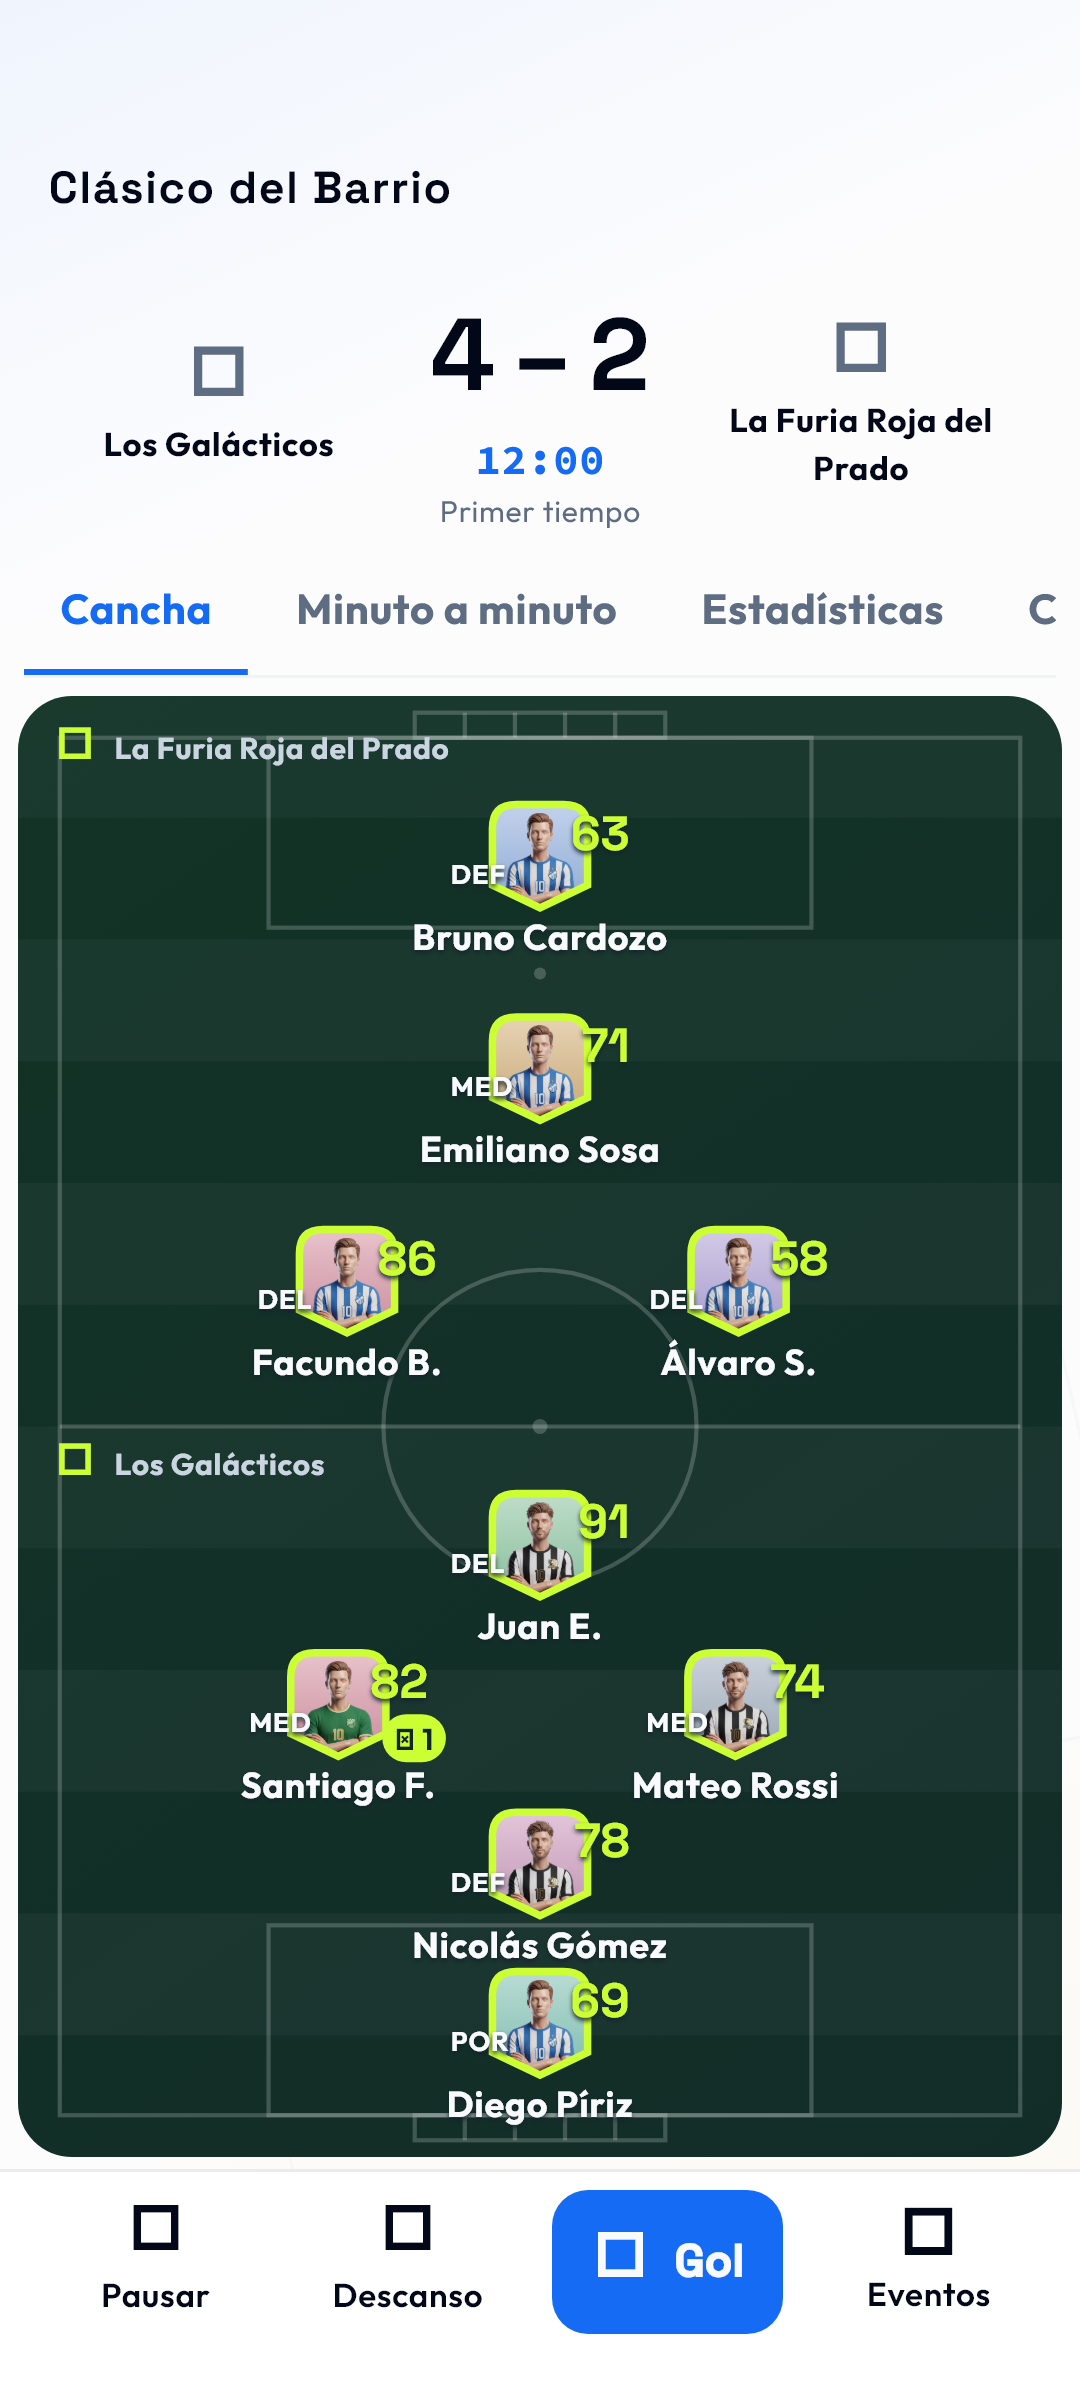 Clásico del Barrio
4 – 2
Los Galácticos
La Furia Roja del
Prado
12:00
Primer tiempo
Cancha Minuto a minuto Estadísticas C
La Furia Roja del Prado
63
DEF
Bruno Cardozo
71
MED
Emiliano Sosa
86
DEL
Facundo B.
58
DEL
Álvaro S.
Los Galácticos
91
DEL
Juan E.
82
MED
1
Santiago F.
74
MED
Mateo Rossi
78
DEF
Nicolás Gómez
69
POR
Diego Píriz
Pausar
Descanso
Gol
Eventos